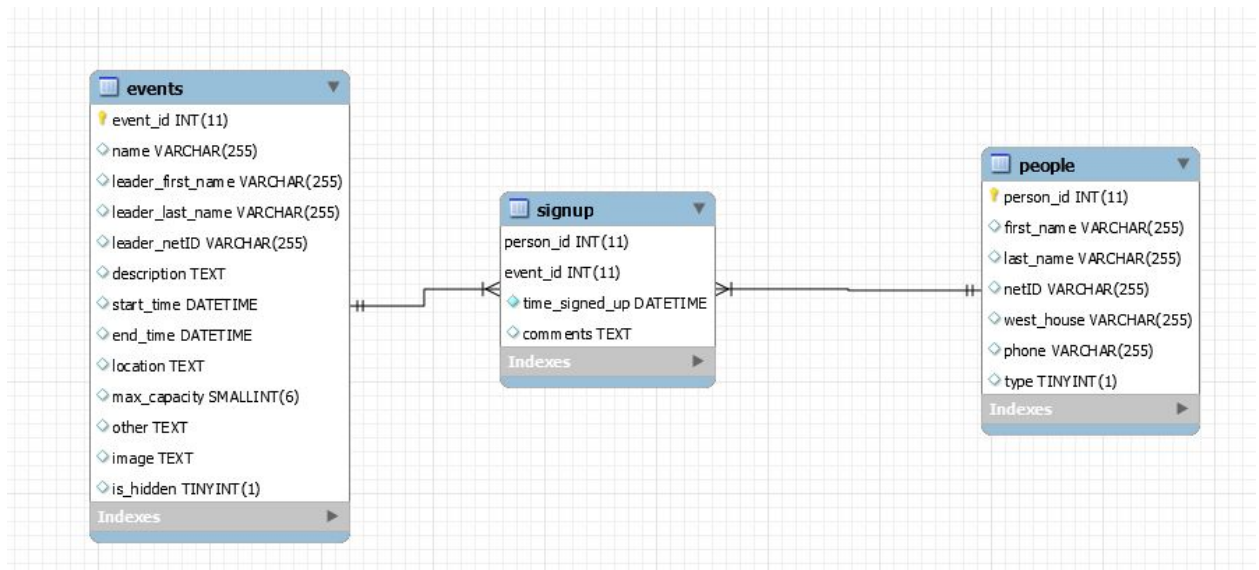 events
event_id INT(11)
name VARCHAR(255)
leader_first_name VARCHAR(255)
leader_last_name VARCHAR(255)
leader_netID VARCHAR(255)
description TEXT
start_time DATETIME
end_time DATETIME
location TEXT
max_capacity SMALLINT(6)
other TEXT
image TEXT
is_hidden TINYINT(1)
Indexes
signup
person_id INT(11)
event_id INT(11)
time_signed_up DATETIME
comments TEXT
Indexes
people
person_id INT(11)
first_name VARCHAR(255)
last_name VARCHAR(255)
netID VARCHAR(255)
west_house VARCHAR(255)
phone VARCHAR(255)
type TINYINT(1)
Indexes